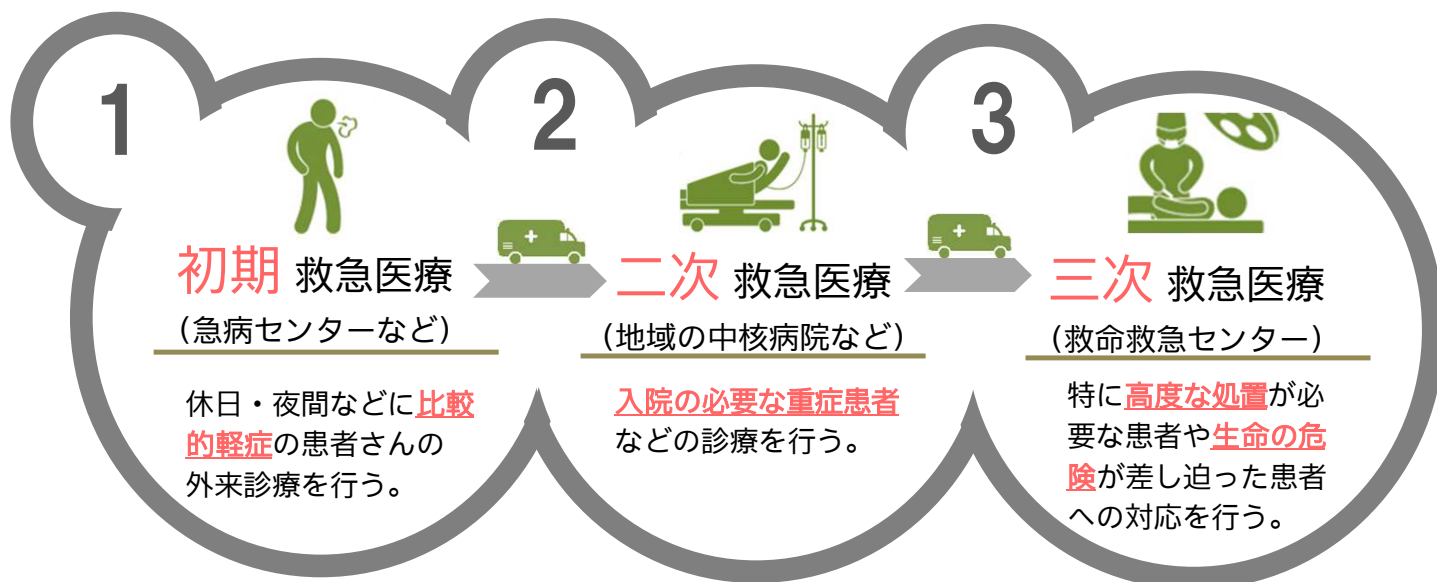 1
初期 救急医療
（急病センターなど）
休日・夜間などに比較
的軽症の患者さんの
外来診療を行う。
2
二次 救急医療
（地域の中核病院など）
入院の必要な重症患者
などの診療を行う。
3
三次 救急医療
（救命救急センター）
特に高度な処置が必
要な患者や生命の危
険が差し迫った患者
への対応を行う。